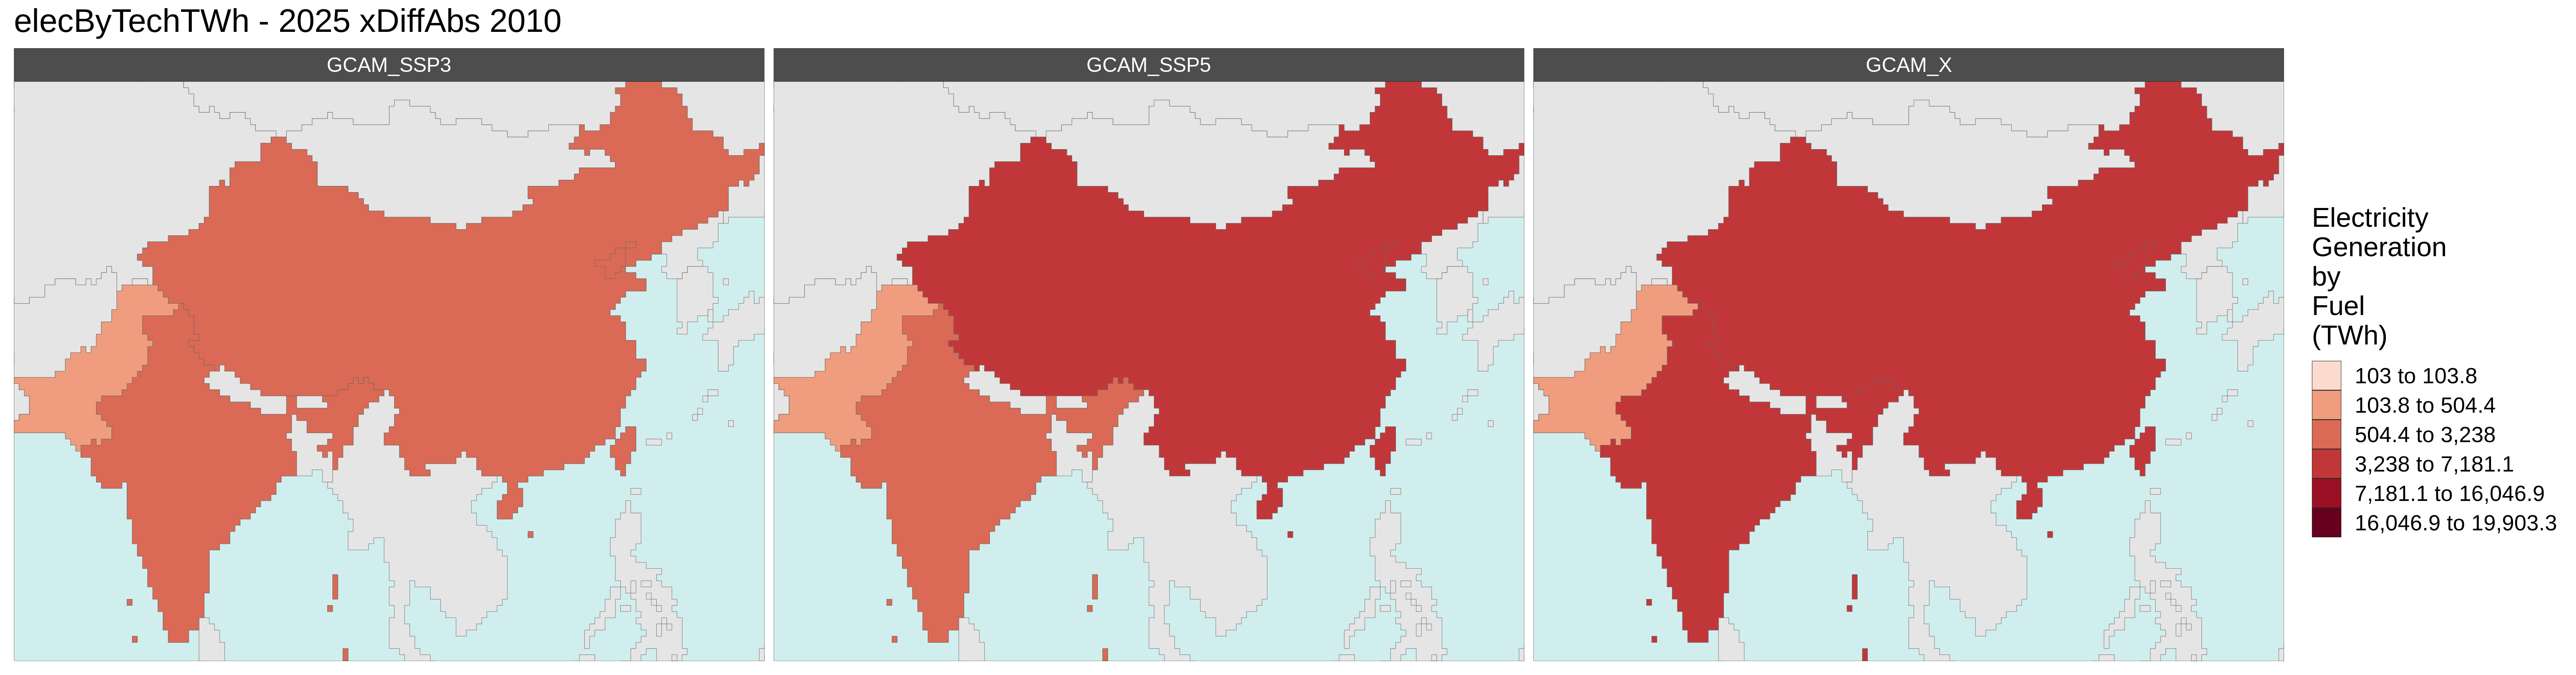 elecByTechTWh - 2025 xDiffAbs 2010
GCAM_SSP3
GCAM_SSP5
GCAM_X
Electricity
Generation
by
Fuel
(TWh)
103 to 103.8
103.8 to 504.4
504.4 to 3,238
3,238 to 7,181.1
7,181.1 to 16,046.9
16,046.9 to 19,903.3